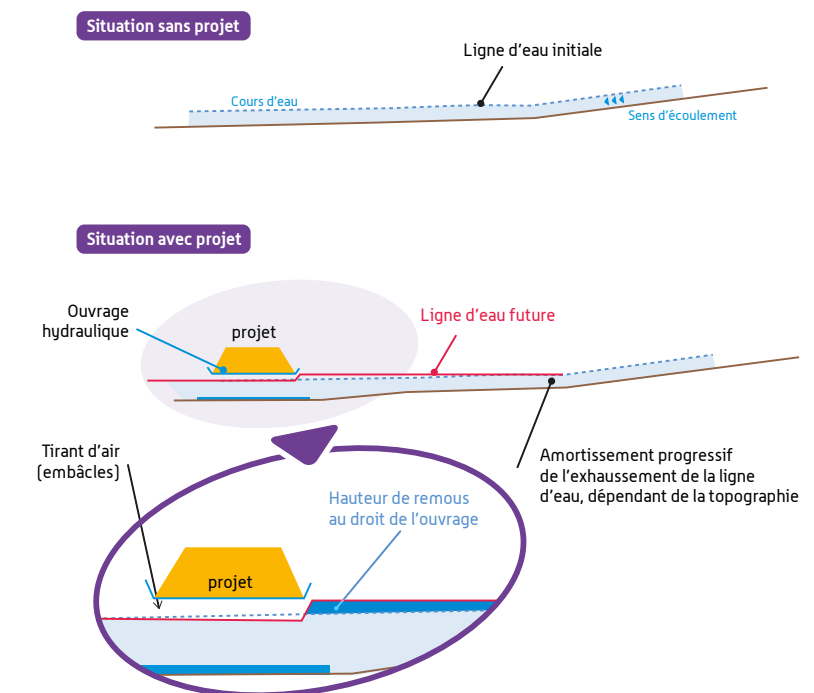 Situation sans projet
Ligne d'eau initiale
Cours d'eau
Sens d'écoulement
Situation avec projet
Ouvrage
hydraulique
projet
Ligne d'eau future
Tirant d'air
(embâcles)
Amortissement progressif
de l'exhaussement de la ligne
d'eau, dépendant de la topographie
Hauteur de remous
au droit de l'ouvrage
projet